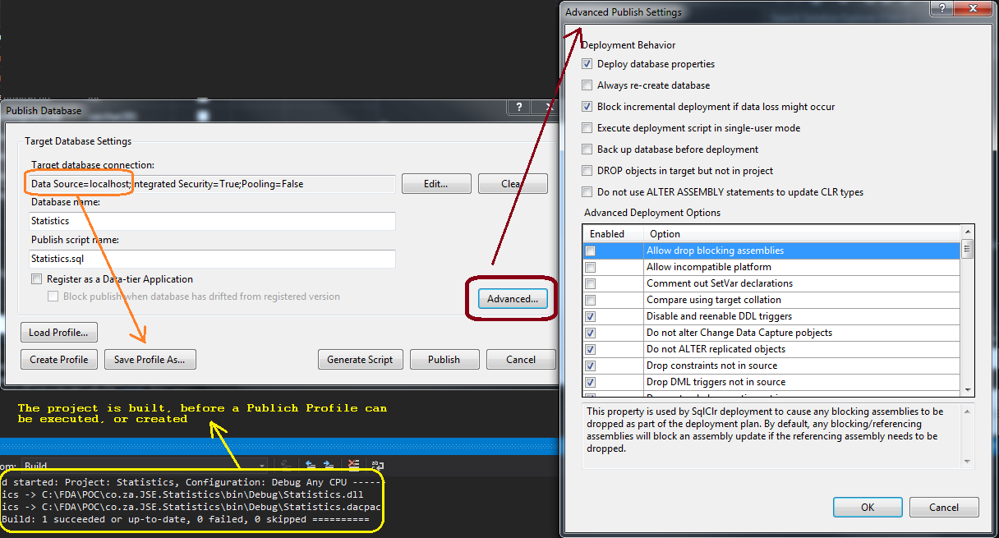 Publish Database
?
x
Target Database Settings
Target database connection:
Data Source=localhost;Integrated Security=True;Pooling=False
Edit...
Clear
Database name:
Statistics
Publish script name:
Statistics.sql
Register as a Data-tier Application
Block publish when database has drifted from registered version
Advanced...
Load Profile...
Create Profile
Save Profile As...
Generate Script
Publish
Cancel
The project is built, before a Publich Profile can
be executed, or created
om: Build
d started: Project: Statistics, Configuration: Debug Any CPU ------
ics -> C:\FDA\POC\co.za.JSE.Statistics\bin\Debug\Statistics.dll
ics -> C:\FDA\POC\co.za.JSE.Statistics\bin\Debug\Statistics.dacpac
Build: 1 succeeded or up-to-date, 0 failed, 0 skipped ==========
Advanced Publish Settings
?
x
Deployment Behavior
Deploy database properties
Always re-create database
Block incremental deployment if data loss might occur
Execute deployment script in single-user mode
Back up database before deployment
DROP objects in target but not in project
Do not use ALTER ASSEMBLY statements to update CLR types
Advanced Deployment Options
Enabled Option
Allow drop blocking assemblies
Allow incompatible platform
Comment out SetVar declarations
Compare using target collation
Disable and reenable DDL triggers
Do not alter Change Data Capture pobjects
Do not ALTER replicated objects
Drop constraints not in source
Drop DML triggers not in source
This property is used by SqlClr deployment to cause any blocking assemblies to be
dropped as part of the deployment plan. By default, any blocking/referencing
assemblies will block an assembly update if the referencing assembly needs to be
dropped.
OK
Cancel